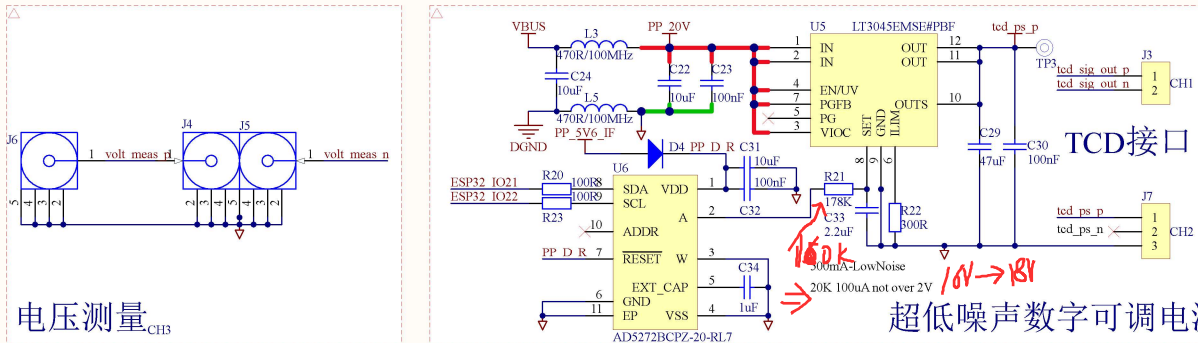 VBUS
L3
PP_20V
U5
LT3045EMSE#PBF
tcd_ps_p
470R/100MHz
C24
10uF
C22
10uF
C23
100nF
L5
470R/100MHz
DGND
1 IN
2 IN
4 EN/UV
7 PGFB
5 PG
3 VIOC
OUT 12
OUT 11
OUTS 10
SET
GND
ILIM
8
9
6
TP3
J3
tcd_sig_out_p 1
tcd_sig_out_n 2
CH1
C29
47uF
C30
100nF
TCD接口
J6
J4
J5
1 volt_meas_p 1
1 volt_meas_n
5 4 3 2
2 3 4 5 4 3 2
PP_5V6_IF
D4
PP_D_R
C31
10uF
100nF
C32
U6
ESP32_IO21
R20
100R
8 SDA
VDD 1
ESP32_IO22
R23
100R
9 SCL
A 2
R21
178K
C33
2.2uF
R22
300R
10 ADDR
PP_D_R
7 RESET
W 3
EXT_CAP 5
C34
1uF
6 GND
11 EP
VSS 4
AD5272BCPZ-20-RL7
J7
tcd_ps_p 1
tcd_ps_n 2
3
CH2
500mA-LowNoise
20K 100uA not over 2V
10V→18V
电压测量CH3
超低噪声数字可调电